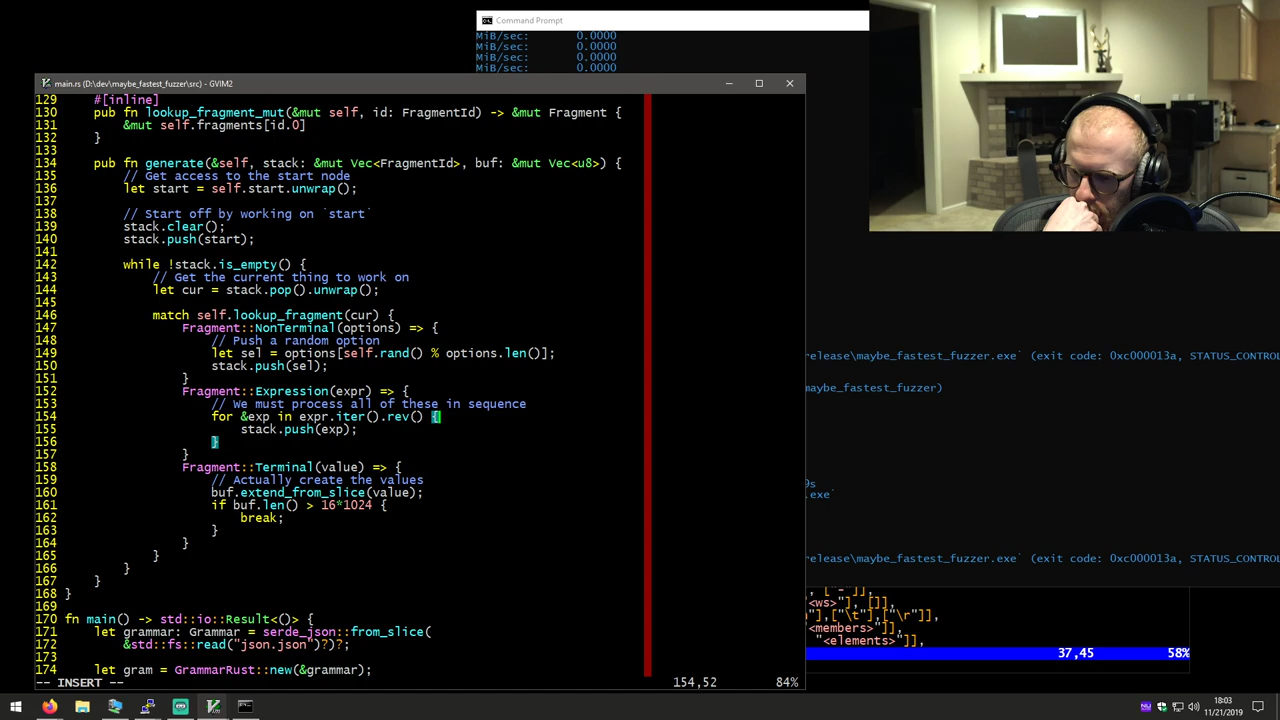 Command Prompt
MiB/sec: 0.0000
MiB/sec: 0.0000
MiB/sec: 0.0000
MiB/sec: 0.0000
main.rs (D:\dev\maybe_fastest_fuzzer\src) - GVIM2
129 #[inline]
130 pub fn lookup_fragment_mut(&mut self, id: FragmentId) -> &mut Fragment {
131 &mut self.fragments[id.0]
132 }
133
134 pub fn generate(&self, stack: &mut Vec<FragmentId>, buf: &mut Vec<u8>) {
135 // Get access to the start node
136 let start = self.start.unwrap();
137
138 // Start off by working on `start`
139 stack.clear();
140 stack.push(start);
141
142 while !stack.is_empty() {
143 // Get the current thing to work on
144 let cur = stack.pop().unwrap();
145
146 match self.lookup_fragment(cur) {
147 Fragment::NonTerminal(options) => {
148 // Push a random option
149 let sel = options[self.rand() % options.len()];
150 stack.push(sel);
151 }
152 Fragment::Expression(expr) => {
153 // We must process all of these in sequence
154 for &exp in expr.iter().rev() {
155 stack.push(exp);
156 }
157 }
158 Fragment::Terminal(value) => {
159 // Actually create the values
160 buf.extend_from_slice(value);
161 if buf.len() > 16*1024 {
162 break;
163 }
164 }
165 }
166 }
167 }
168 }
169
170 fn main() -> std::io::Result<()> {
171 let grammar: Grammar = serde_json::from_slice(
172 &std::fs::read("json.json")?)?;
173
174 let gram = GrammarRust::new(&grammar);
-- INSERT -- 154,52 84%
release\maybe_fastest_fuzzer.exe` (exit code: 0xc000013a, STATUS_CONTROL
maybe_fastest_fuzzer)
9s
.exe`
release\maybe_fastest_fuzzer.exe` (exit code: 0xc000013a, STATUS_CONTROL
, ["-"]],
"<ws>"], []],
"],["\t"],["\r"]],
<members>"]],
"<elements>"]],
37,45 58%
18:03
11/21/2019